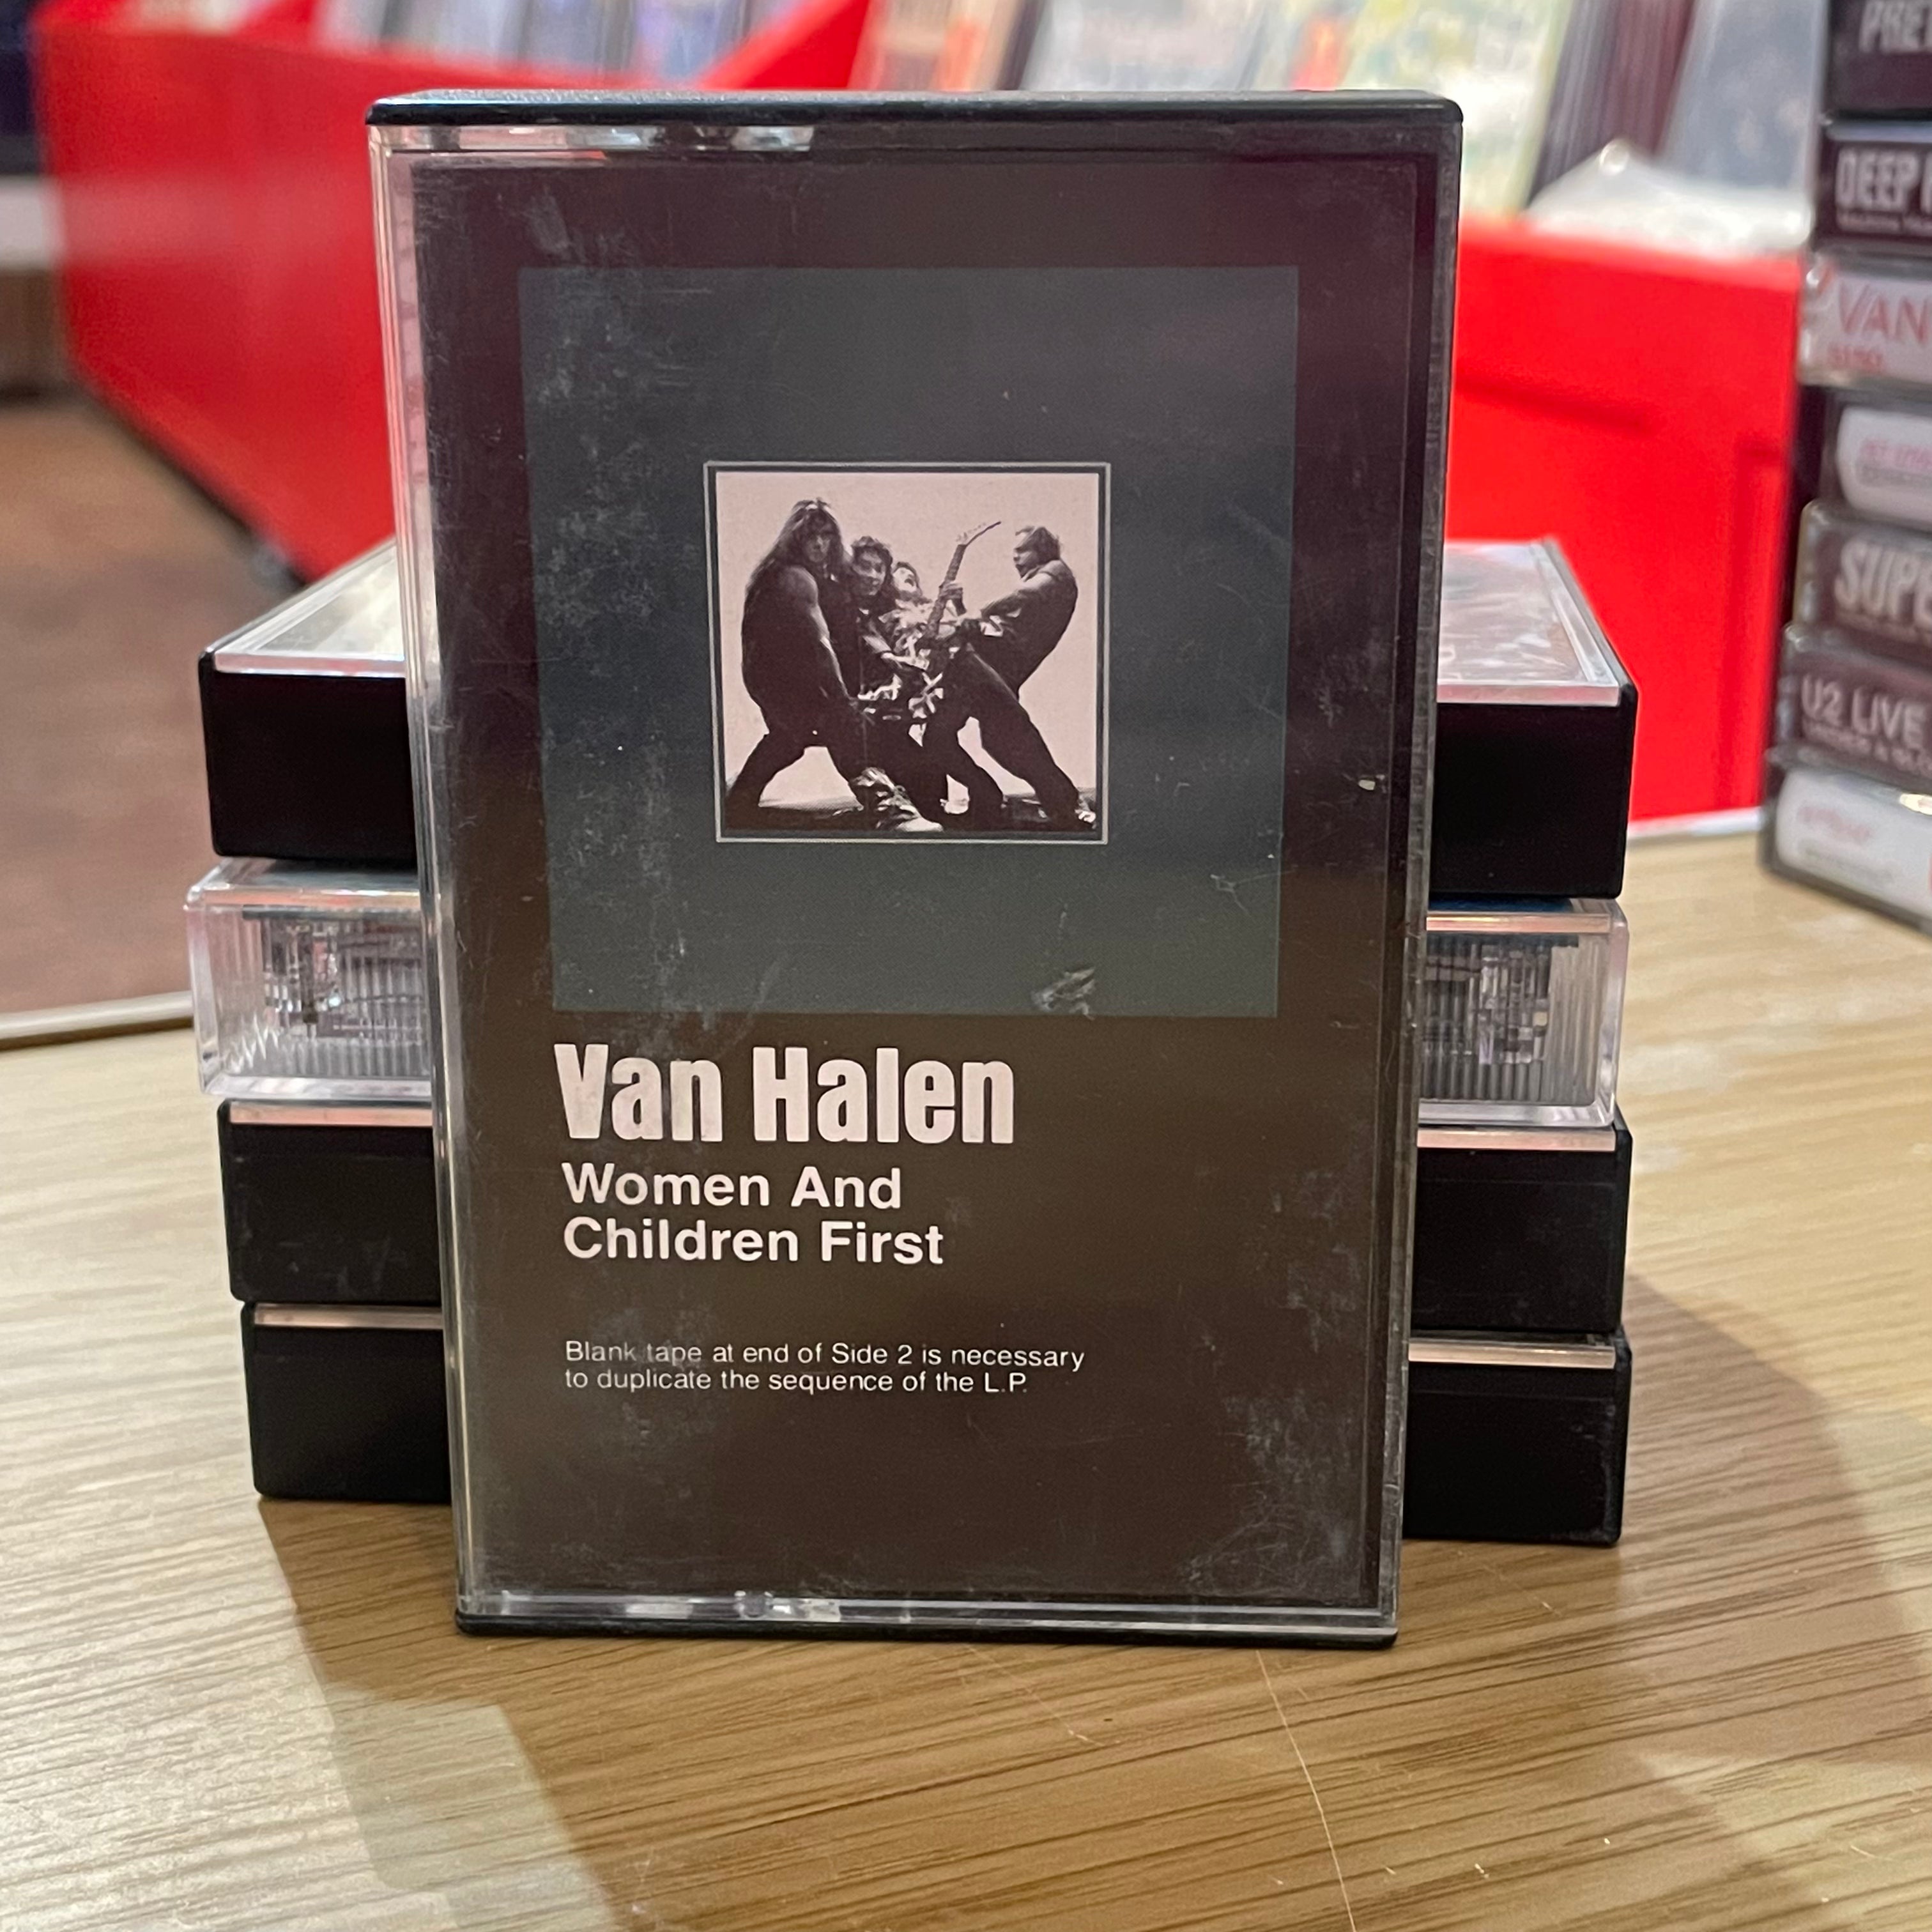 Van Halen
Women And
Children First
Blank tape at end of Side 2 is necessary
to duplicate the sequence of the L.P.
DEEP
VAN
U2 LIVE